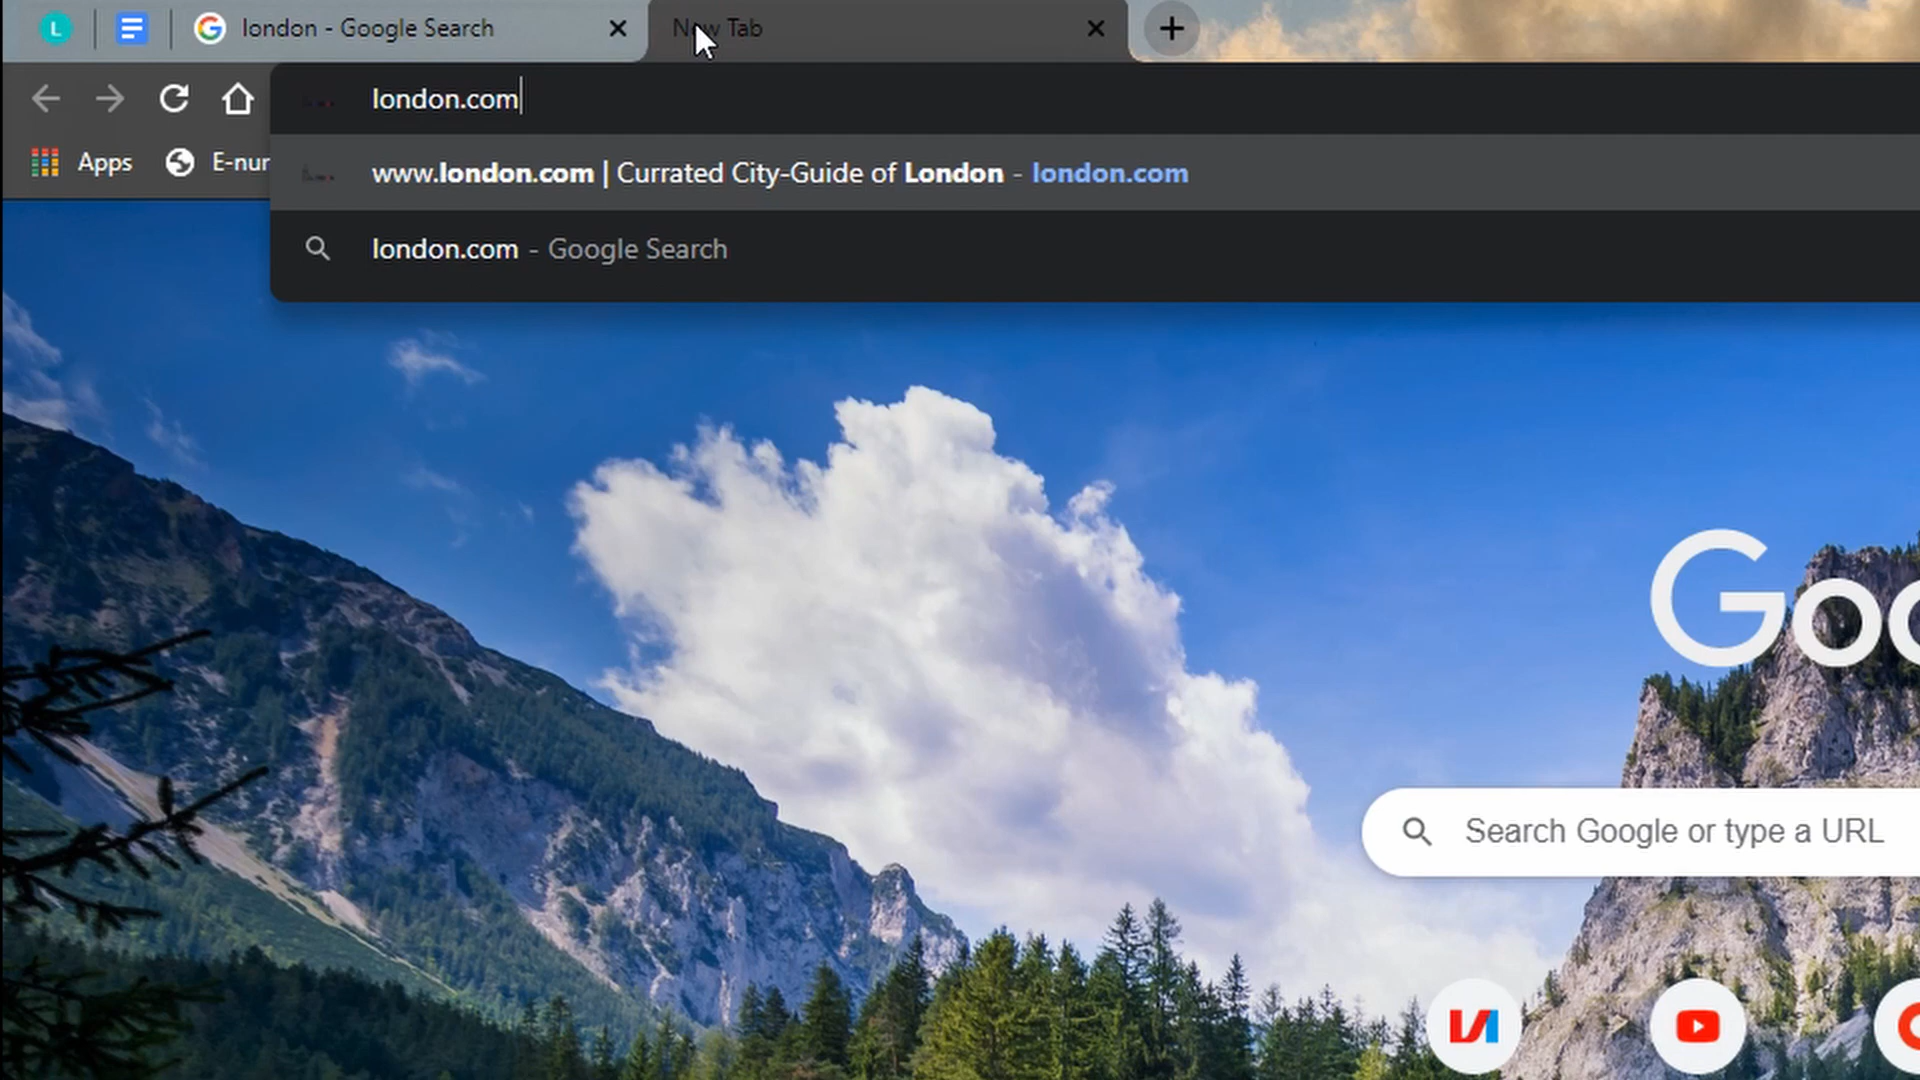 L
london - Google Search
New Tab
london.com
Apps
E-nur
www.london.com | Currated City-Guide of London - london.com
london.com - Google Search
Goo
Search Google or type a URL